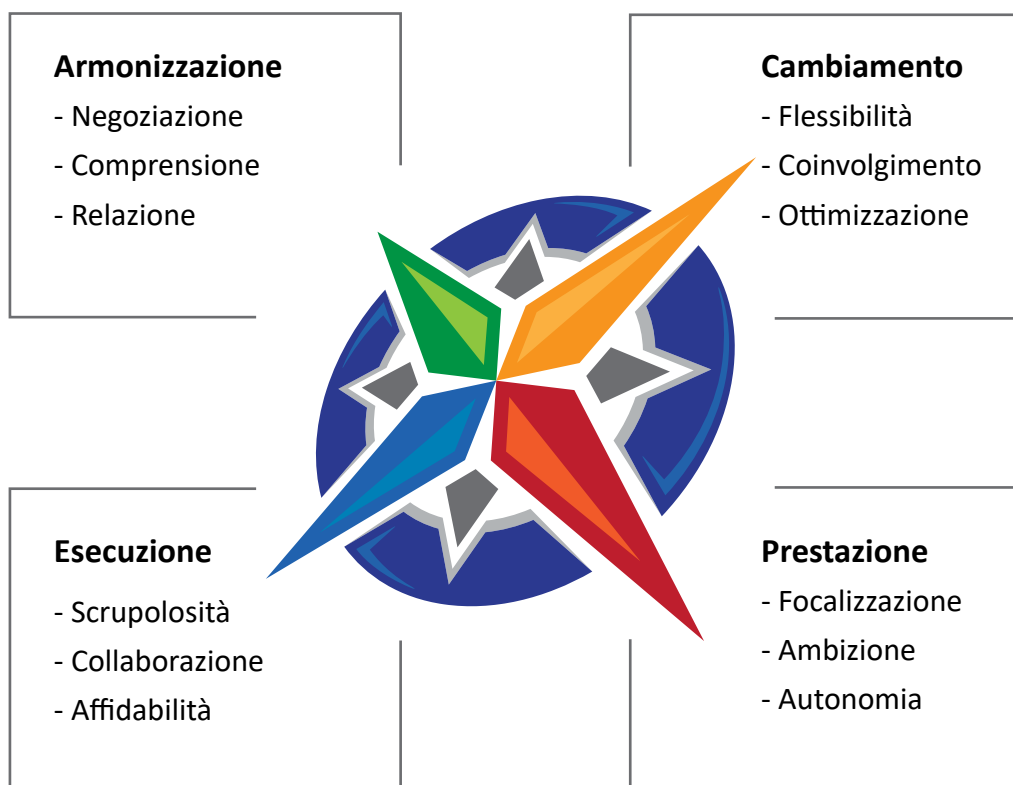 Armonizzazione
- Negoziazione
- Comprensione
- Relazione
Cambiamento
- Flessibilità
- Coinvolgimento
- Ottimizzazione
Esecuzione
- Scrupolosità
- Collaborazione
- Affidabilità
Prestazione
- Focalizzazione
- Ambizione
- Autonomia